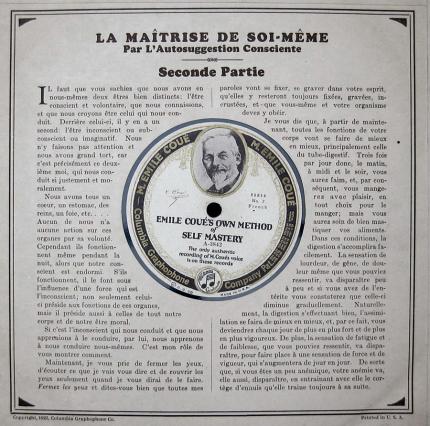 LA MAÎTRISE DE SOI-MÊME
Par L'Autosuggestion Consciente
Seconde Partie
IL faut que vous sachiez que nous avons en
nous-mêmes deux êtres bien distincts: l'être
conscient et volontaire, que nous connaissons,
et que nous croyons être celui qui nous con-
duit. Derrière celui-ci, il y en a un
second: l'être inconscient ou sub-
conscient ou imaginatif. Nous
n'y faisons pas attention et
nous avons grand tort, car
c'est précisément ce deux-
ième moi, qui nous con-
duit et justement et mo-
ralement.
Nous avons tous un
coeur, un estomac, des
reins, un foie, etc. . . .
Aucun de nous n'a
aucune action sur ces
organes par sa volonté.
Cependant ils fonction-
nent même pendant la
nuit, alors que notre con-
scient est endormi. S'ils
fonctionnent, il le font sous
l'influence d'une force qui est
l'inconscient; non seulement celui-
ci préside aux fonctions de ces organes,
mais il préside aussi à celles de tout notre
corps et de notre être moral.
Si c'est l'inconscient qui nous conduit et que nous
apprenions à le conduire, par lui, nous apprenons
à nous conduire nous-mêmes. C'est mon rôle de
vous montrer comment.
Maintenant, je vous prie de fermer les yeux,
d'écouter ce que je vais vous dire et de rouvrir les
yeux seulement quand je vous dirai de le faire.
Fermez les yeux et dites-vous bien que toutes mes
paroles vont se fixer, se graver dans votre esprit,
qu'elles y resteront toujours fixées, gravées, in-
crustées, et que vous-même et votre organisme
devez y obéir.
Je vous dis que, à partir de mainte-
nant, toutes les fonctions de votre
corps vont se faire de mieux
en mieux, principalement celle
du tube-digestif. Trois fois
par jour donc, le matin,
à midi et le soir, vous
aurez faim, et, par con-
séquent, vous mange-
rez avec plaisir, en
tout choix pour le
manger; mais vous
aurez soin de bien mas-
tiquer vos aliments.
Dans ces conditions, la
digestion s'accomplira fa-
cilement. La sensation de
lourdeur, de gêne, de dou-
leur même que vous pouviez
ressentir, va disparaître peu
à peu et si vous avez de l'en-
térite vous constaterez que celle-ci
diminue graduellement. Naturelle-
ment, la digestion s'effectuant bien, l'assimi-
lation se faire de mieux en mieux, et, par ce fait, vous
deviendrez chaque jour de plus en plus fort et de plus
en plus vigoureux. De plus, la sensation de fatigue et
de faiblesse, que vous pouviez ressentir, va dispa-
raître, pour faire place à une sensation de force et de
vigueur, qui s'augmentera de jour en jour. De sorte
que, si vous êtes un peu anémique, votre anémie va,
elle aussi, disparaître, en entrainant avec elle le cor-
tège d'ennuis qu'elle traine toujours à sa suite.
M. EMILE COUÉ
M. EMILE COUÉ
No. 2
French
EMILE COUÉ'S OWN METHOD
of
SELF MASTERY
A-3842
The only authentic
recording of M. Coué's voice
is on these records
Columbia Graphophone Company
Copyright, 1923, Columbia Graphophone Co.
Printed in U. S. A.